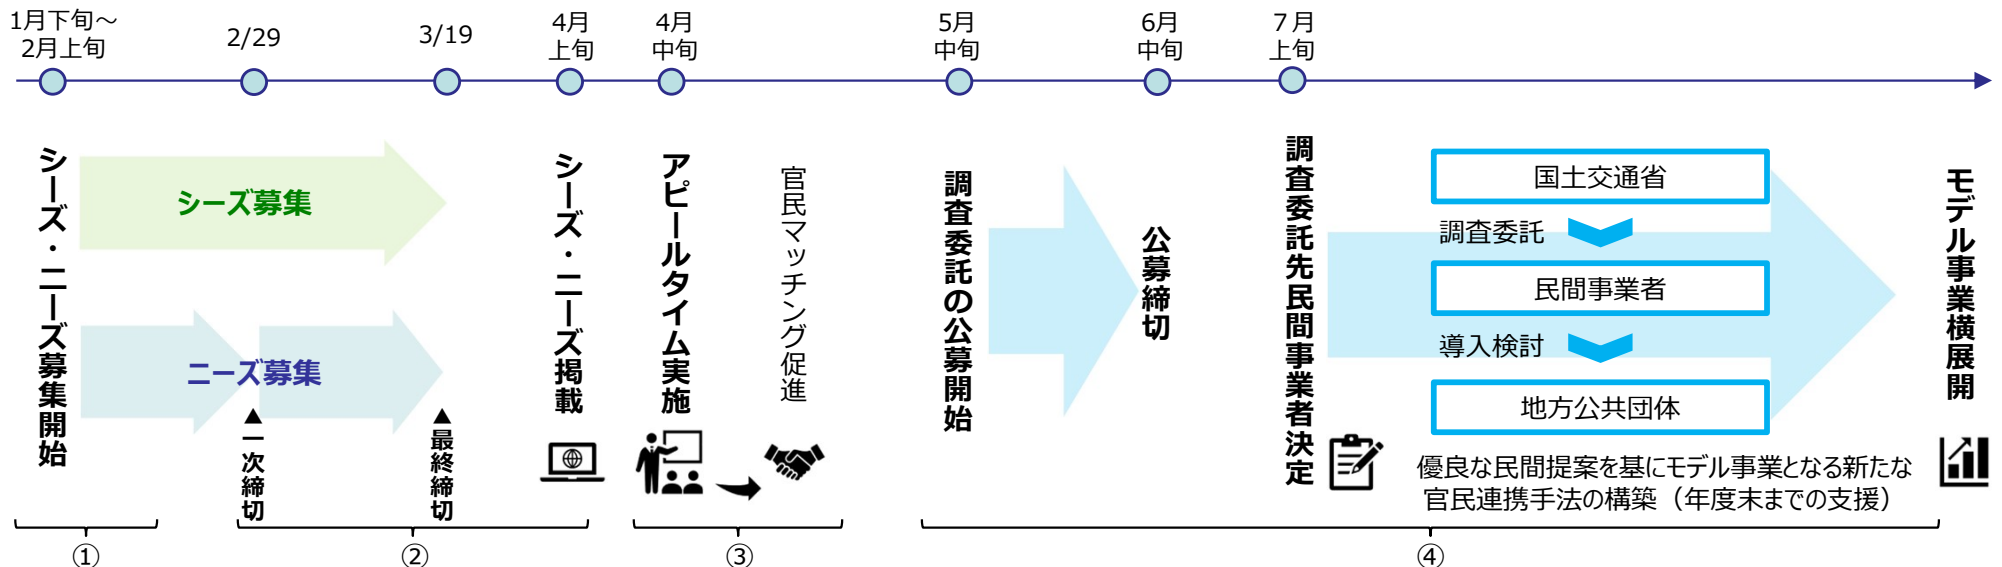 1月下旬～
2月上旬
2/29
3/19
4月
上旬
4月
中旬
5月
中旬
6月
中旬
７月
上旬
シーズ・ニーズ募集開始
シーズ募集
ニーズ募集
▲一次締切
▲最終締切
シーズ・ニーズ掲載
アピールタイム実施
官民マッチング促進
調査委託の公募開始
公募締切
調査委託先民間事業者決定
国土交通省
調査委託
民間事業者
導入検討
地方公共団体
優良な民間提案を基にモデル事業となる新たな
官民連携手法の構築（年度末までの支援）
モデル事業横展開
①
②
③
④